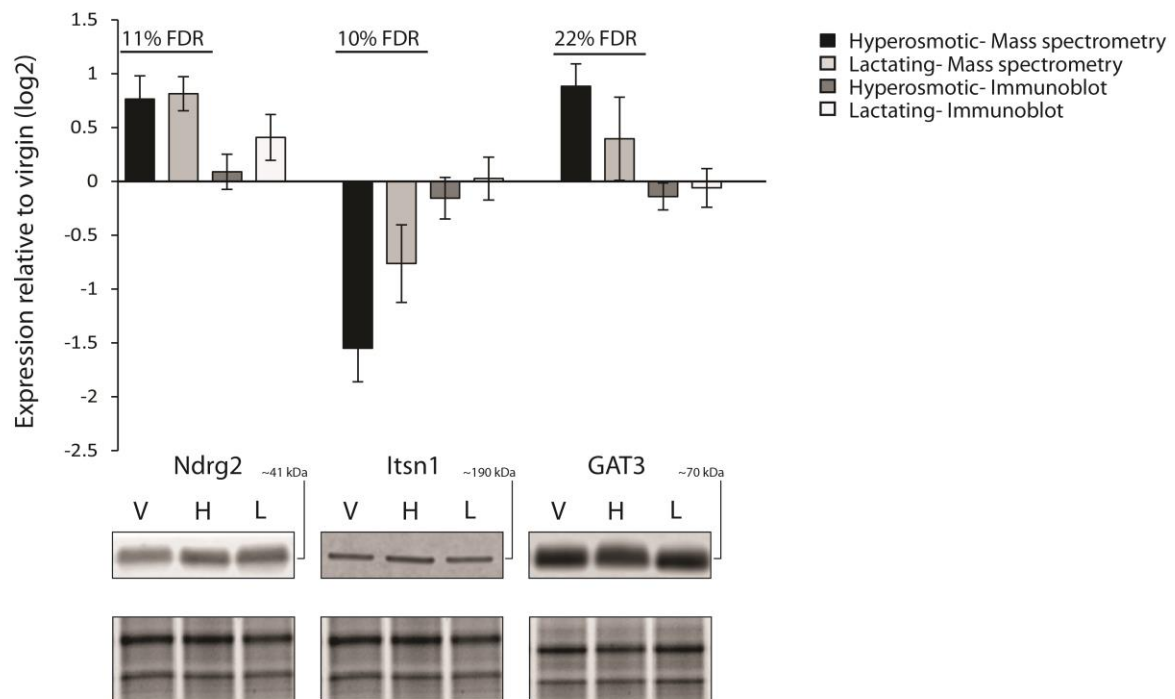 Expression relative to virgin (log2)
1.5
1
0.5
0
-0.5
-1
-1.5
-2
-2.5
11% FDR
10% FDR
22% FDR
Hyperosmotic- Mass spectrometry
Lactating- Mass spectrometry
Hyperosmotic- Immunoblot
Lactating- Immunoblot
Ndrg2 ~41 kDa
Itsn1 ~190 kDa
GAT3 ~70 kDa
V H L
V H L
V H L